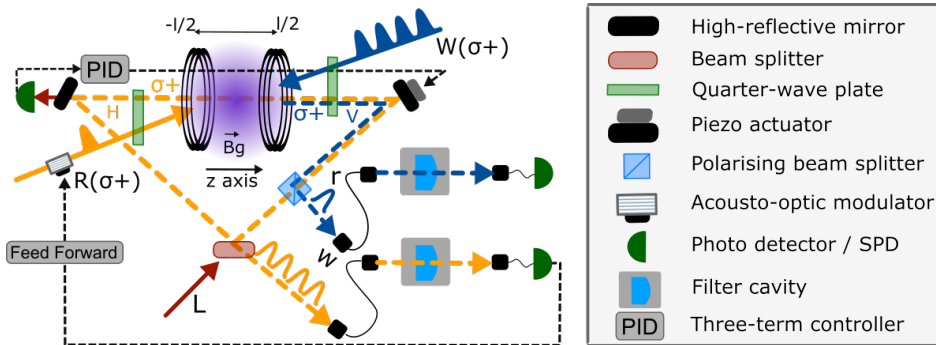 -l/2
l/2
W(σ+)
PID
σ+
H
σ+
V
Bg
z axis
R(σ+)
r
w
Feed Forward
L
High-reflective mirror
Beam splitter
Quarter-wave plate
Piezo actuator
Polarising beam splitter
Acousto-optic modulator
Photo detector / SPD
Filter cavity
PID
Three-term controller